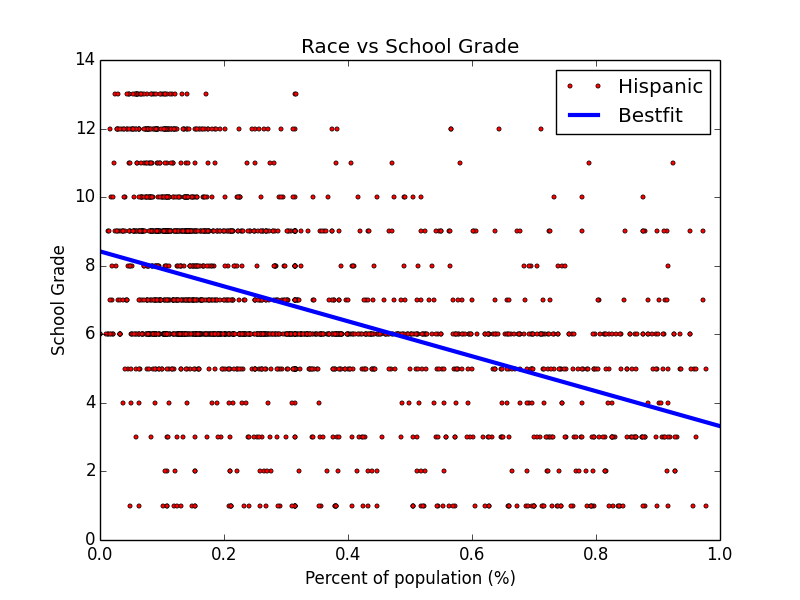 Race vs School Grade
Hispanic
Bestfit
School Grade
14
12
10
8
6
4
2
0
0.0 0.2 0.4 0.6 0.8 1.0
Percent of population (%)